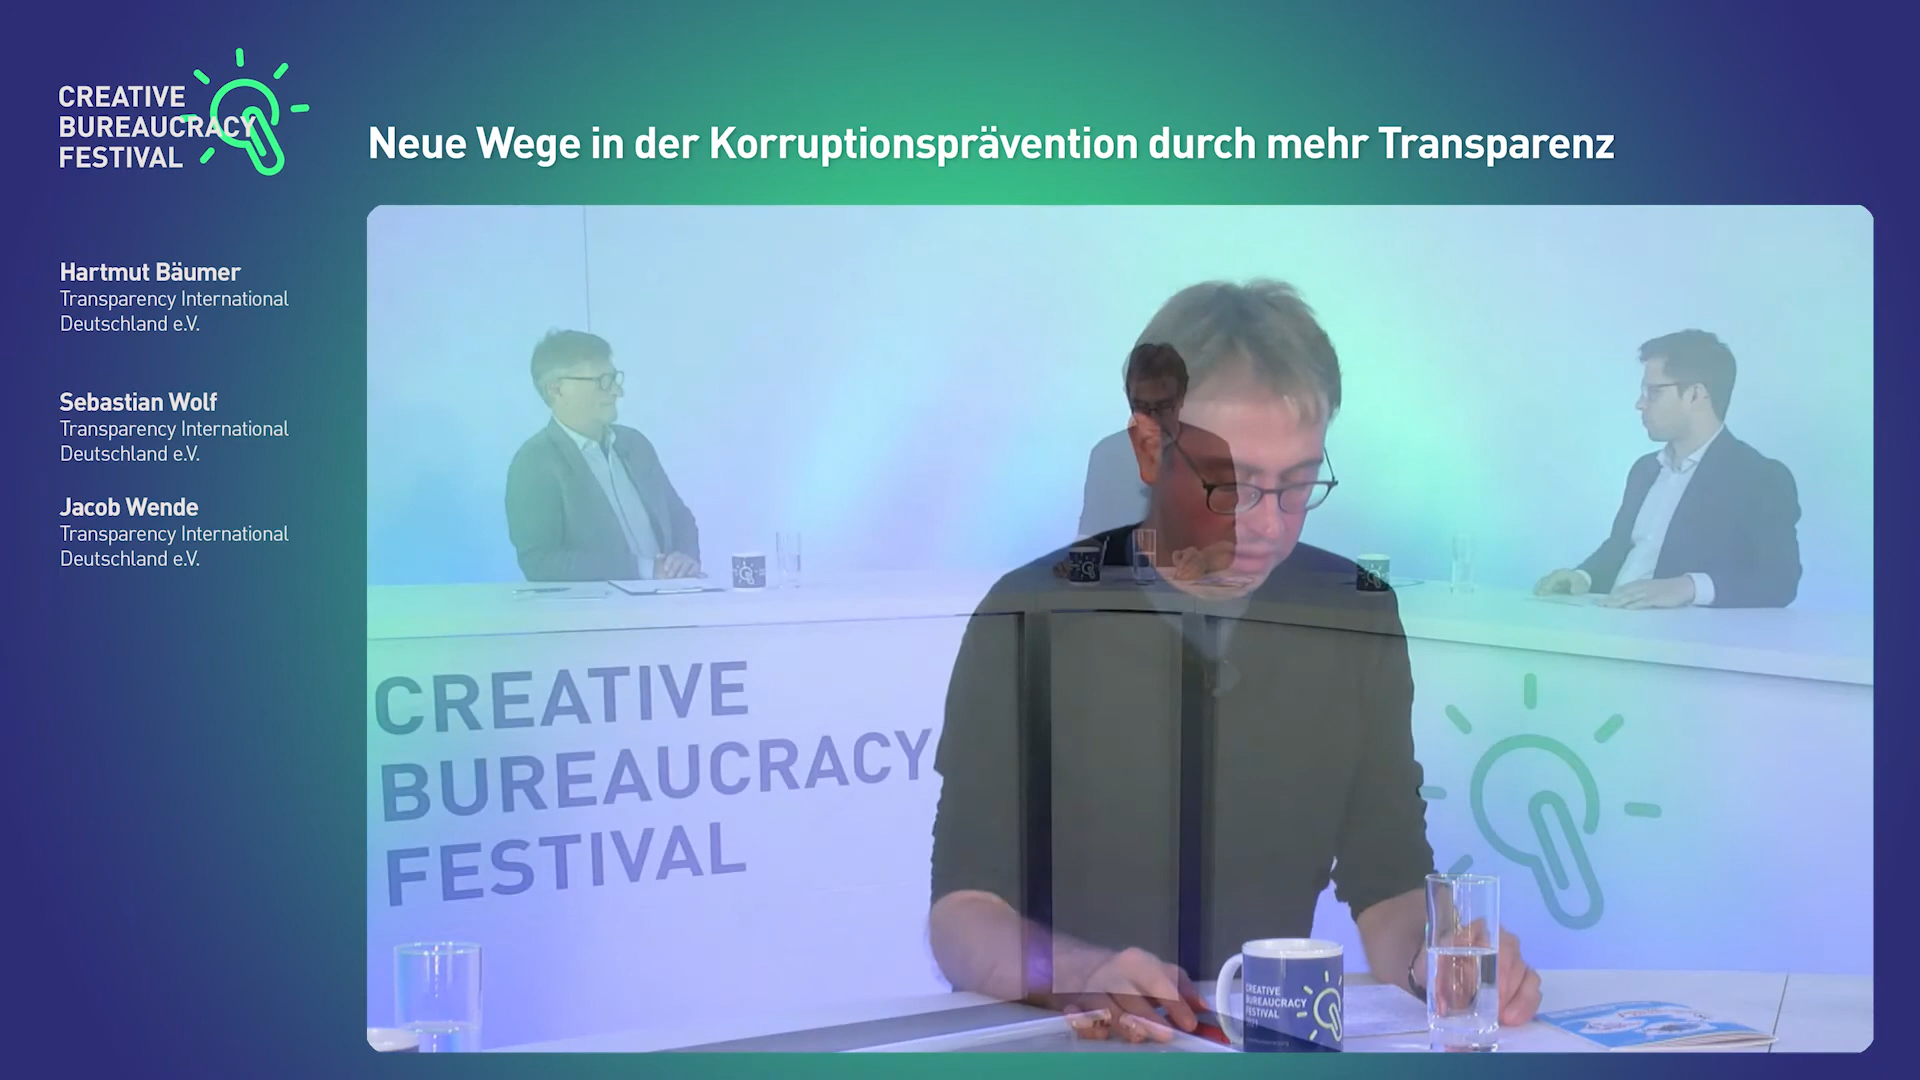 CREATIVE
BUREAUCRACY
FESTIVAL
Neue Wege in der Korruptionsprävention durch mehr Transparenz
Hartmut Bäumer
Transparency International
Deutschland e.V.
Sebastian Wolf
Transparency International
Deutschland e.V.
Jacob Wende
Transparency International
Deutschland e.V.
CREATIVE
BUREAUCRACY
FESTIVAL
CREATIVE
BUREAUCRACY
FESTIVAL